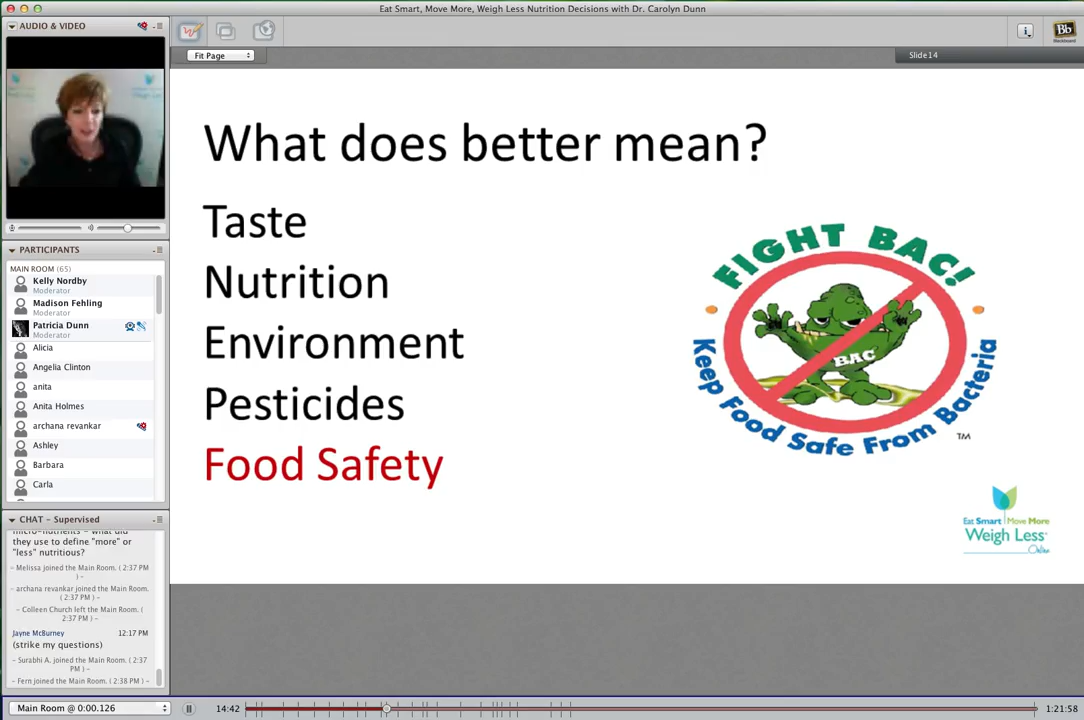 Eat Smart, Move More, Weigh Less Nutrition Decisions with Dr. Carolyn Dunn
AUDIO & VIDEO
Fit Page
Slide14
Bb
Blackboard
PARTICIPANTS
MAIN ROOM (65)
Kelly Nordby
Moderator
Madison Fehling
Moderator
Patricia Dunn
Moderator
Alicia
Angelia Clinton
anita
Anita Holmes
archana revankar
Ashley
Barbara
Carla
CHAT - Supervised
micro-nutrients - what did
they use to define "more" or
"less" nutritious?
- Melissa joined the Main Room. ( 2:37 PM
) -
- archana revankar joined the Main Room.
( 2:37 PM ) -
- Colleen Church left the Main Room. (
2:37 PM ) -
Jayne McBurney 12:17 PM
(strike my questions)
- Surabhi A. joined the Main Room. ( 2:37
PM ) -
- Fern joined the Main Room. ( 2:38 PM ) -
What does better mean?
Taste
Nutrition
Environment
Pesticides
Food Safety
FIGHT BAC!
BAC
Keep Food Safe From Bacteria
TM
Eat Smart Move More
Weigh Less
Online
Main Room @ 0:00.126
14:42
1:21:58